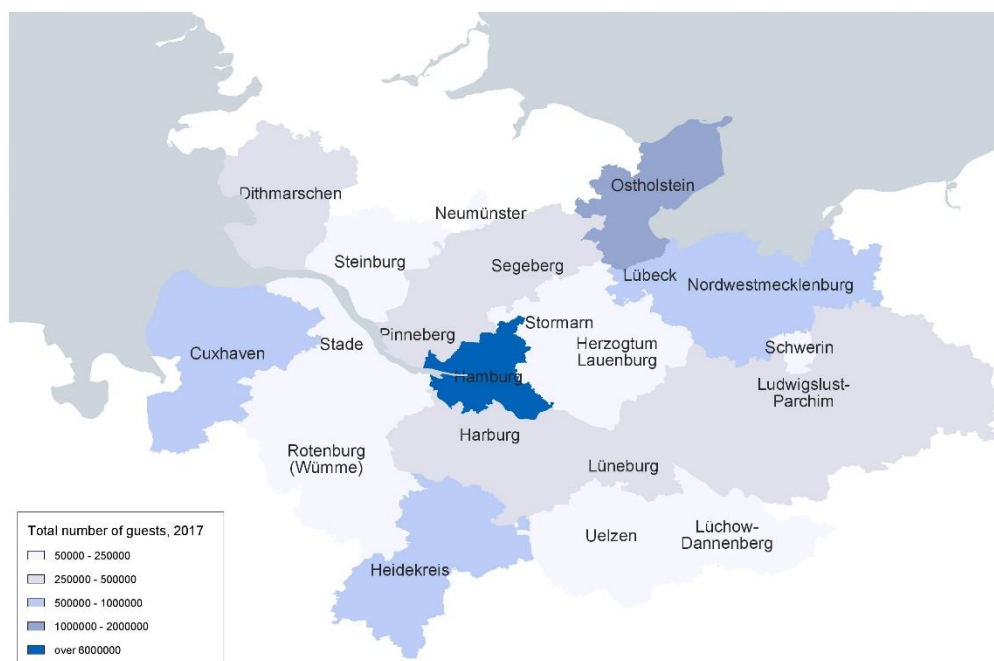 Dithmarschen
Ostholstein
Neumünster
Steinburg
Segeberg
Lübeck
Nordwestmecklenburg
Stormarn
Pinneberg
Stade
Herzogtum
Lauenburg
Schwerin
Cuxhaven
Hamburg
Ludwigslust-
Parchim
Harburg
Rotenburg
(Wümme)
Lüneburg
Uelzen
Lüchow-
Dannenberg
Heidekreis
Total number of guests, 2017
50000 - 250000
250000 - 500000
500000 - 1000000
1000000 - 2000000
over 6000000